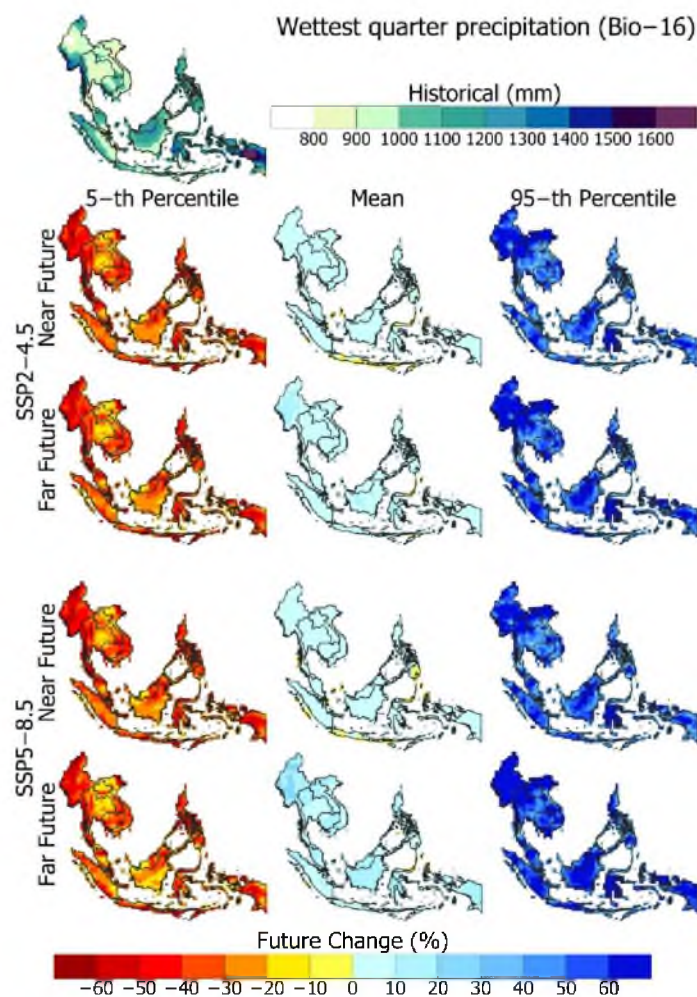 Wettest quarter precipitation (Bio−16)
Historical (mm)
800 900 1000 1100 1200 1300 1400 1500 1600
5−th Percentile Mean 95−th Percentile
SSP2−4.5
Near Future
Far Future
SSP5−8.5
Near Future
Far Future
Future Change (%)
−60 −50 −40 −30 −20 −10 0 10 20 30 40 50 60